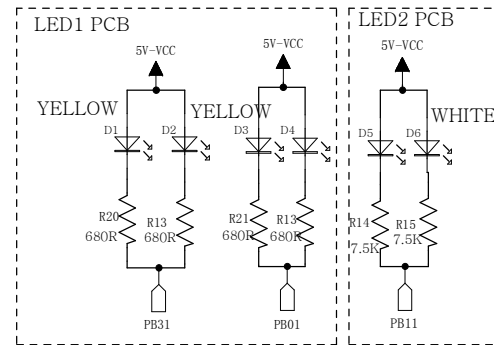 LED1 PCB
LED2 PCB
5V-VCC
5V-VCC
5V-VCC
YELLOW
YELLOW
WHITE
D1
D2
D3
D4
D5
D6
R20
680R
R13
680R
R21
680R
R13
680R
R14
7.5K
R15
7.5K
PB31
PB01
PB11